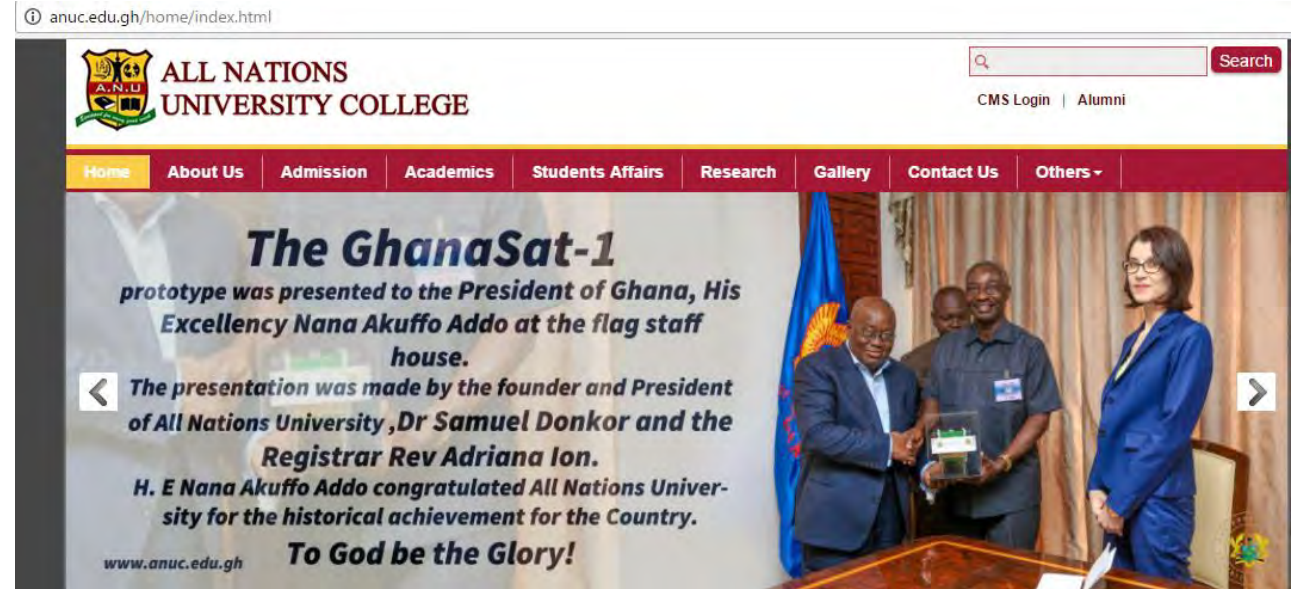 anuc.edu.gh/home/index.html
A.N.U
ALL NATIONS
UNIVERSITY COLLEGE
Search
CMS Login | Alumni
Home About Us Admission Academics Students Affairs Research Gallery Contact Us Others
The GhanaSat-1
prototype was presented to the President of Ghana, His
Excellency Nana Akuffo Addo at the flag staff
house.
The presentation was made by the founder and Presi
dent
of All Nations University ,Dr Samuel Donkor and the
Registrar Rev Adriana Ion.
H. E Nana Akuffo Addo congratulated All Nations Univer-
sity for the historical achievement for the Country.
www.anuc.edu.gh To God be the Glory!